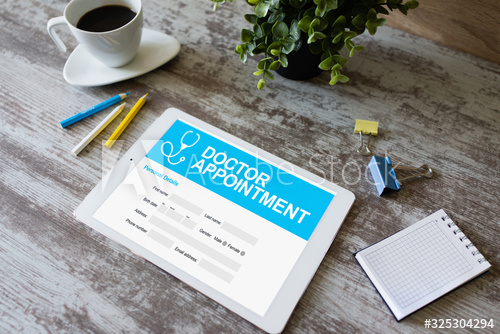 DOCTOR
APPOINTMENT
Personal Details
First name
Last name
Birth date
Gender: Male Female
Address
Phone number
Email address
#325304294